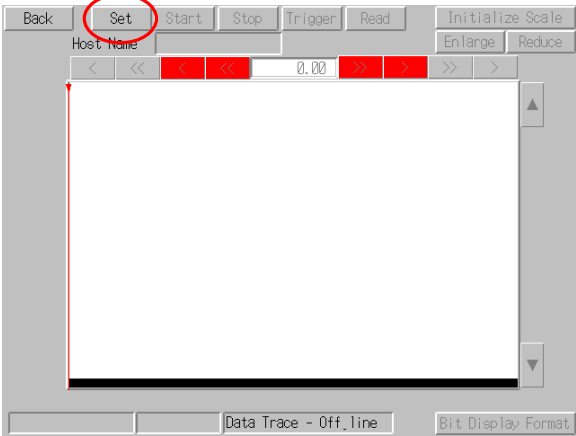 Back Set Start Stop Trigger Read Initialize Scale
Host Name Enlarge Reduce
< << < << 0.00 >> > >> >
Data Trace - Off_line Bit Display Format